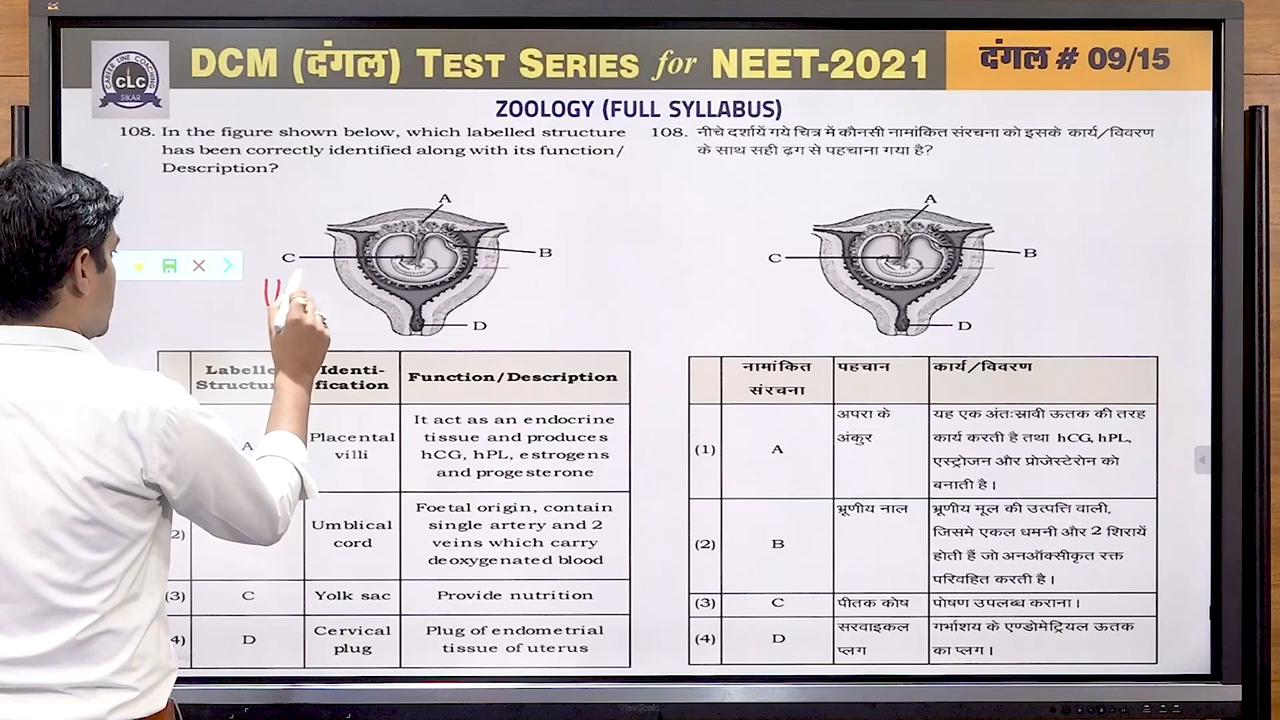 CAREER LINE COACHING
CLC
SIKAR
DCM (दंगल) TEST SERIES for NEET-2021
दंगल # 09/15
ZOOLOGY (FULL SYLLABUS)
108. In the figure shown below, which labelled structure
has been correctly identified along with its function/
Description?
A
B
C
D
Identi-
fication
Function/Description
A
Placental
villi
It act as an endocrine
tissue and produces
hCG, hPL, estrogens
and progesterone
2)
Umblical
cord
Foetal origin, contain
single artery and 2
veins which carry
deoxygenated blood
(3)
C
Yolk sac
Provide nutrition
4)
D
Cervical
plug
Plug of endometrial
tissue of uterus
108. नीचे दर्शायें गये चित्र में कौनसी नामांकित संरचना को इसके कार्य/विवरण
के साथ सही ढ़ग से पहचाना गया है?
A
B
C
D
नामांकित
संरचना
पहचान
कार्य/विवरण
(1)
A
अपरा के
अंकुर
यह एक अंतःस्रावी ऊतक की तरह
कार्य करती है तथा hCG, hPL,
एस्ट्रोजन और प्रोजेस्टेरोन को
बनाती है।
(2)
B
भ्रूणीय नाल
भ्रूणीय मूल की उत्पत्ति वाली,
जिसमे एकल धमनी और 2 शिरायें
होती हैं जो अनऑक्सीकृत रक्त
परिवहित करती है।
(3)
C
पीतक कोष
पोषण उपलब्ध कराना।
(4)
D
सरवाइकल
प्लग
गर्भाशय के एण्डोमेट्रियल ऊतक
का प्लग।
ViewSonic